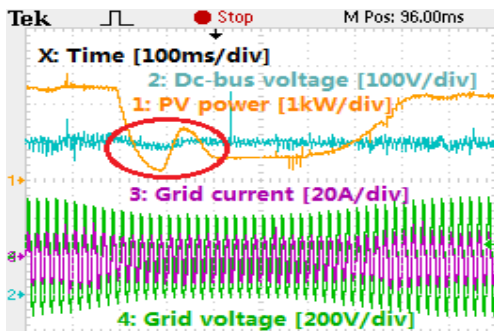 Tek Stop M Pos: 96.00ms
X: Time [100ms/div]
2: Dc-bus voltage [100V/div]
1: PV power [1kW/div]
1
3: Grid current [20A/div]
2
4: Grid voltage [200V/div]